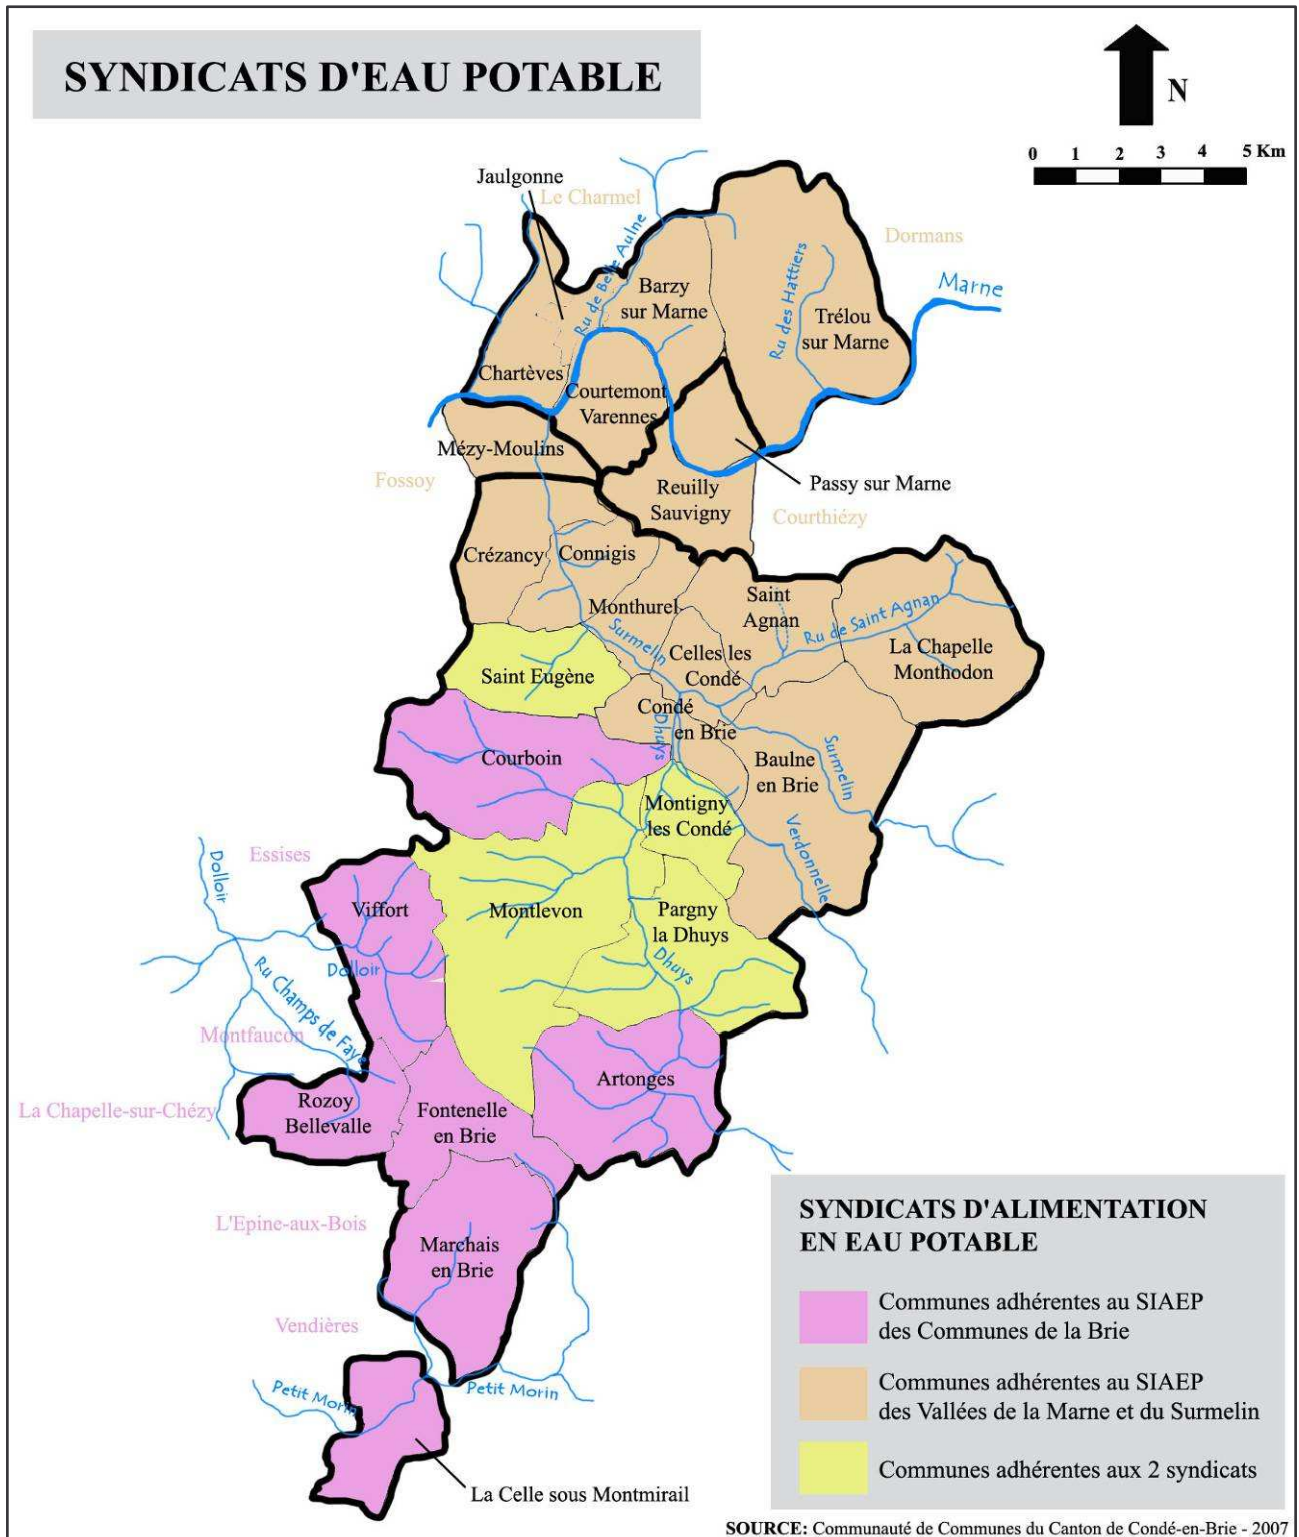 SYNDICATS D'EAU POTABLE
N
0 1 2 3 4 5 Km
Jaulgonne
Le Charmel
Dormans
Ru de Belle Aulne
Ru des Hattiers
Marne
Barzy
sur Marne
Trélou
sur Marne
Chartèves
Courtemont
Varennes
Mézy-Moulins
Fossoy
Passy sur Marne
Reuilly
Sauvigny
Courthiézy
Crézancy
Connigis
Monthurel
Saint
Agnan
Ru de Saint Agnan
Surmelin
Celles les
Condé
La Chapelle
Monthodon
Saint Eugène
Condé
en Brie
Dhuys
Courboin
Baulne
en Brie
Surmelin
Montigny
les Condé
Verdonnelle
Essises
Dolloir
Viffort
Montlevon
Pargny
la Dhuys
Dhuys
Dolloir
Ru Champs de Faye
Montfaucon
Artonges
La Chapelle-sur-Chézy
Rozoy
Bellevalle
Fontenelle
en Brie
L'Epine-aux-Bois
Marchais
en Brie
Vendières
Petit Morin
Petit Morin
La Celle sous Montmirail
SYNDICATS D'ALIMENTATION
EN EAU POTABLE
Communes adhérentes au SIAEP
des Communes de la Brie
Communes adhérentes au SIAEP
des Vallées de la Marne et du Surmelin
Communes adhérentes aux 2 syndicats
SOURCE: Communauté de Communes du Canton de Condé-en-Brie - 2007